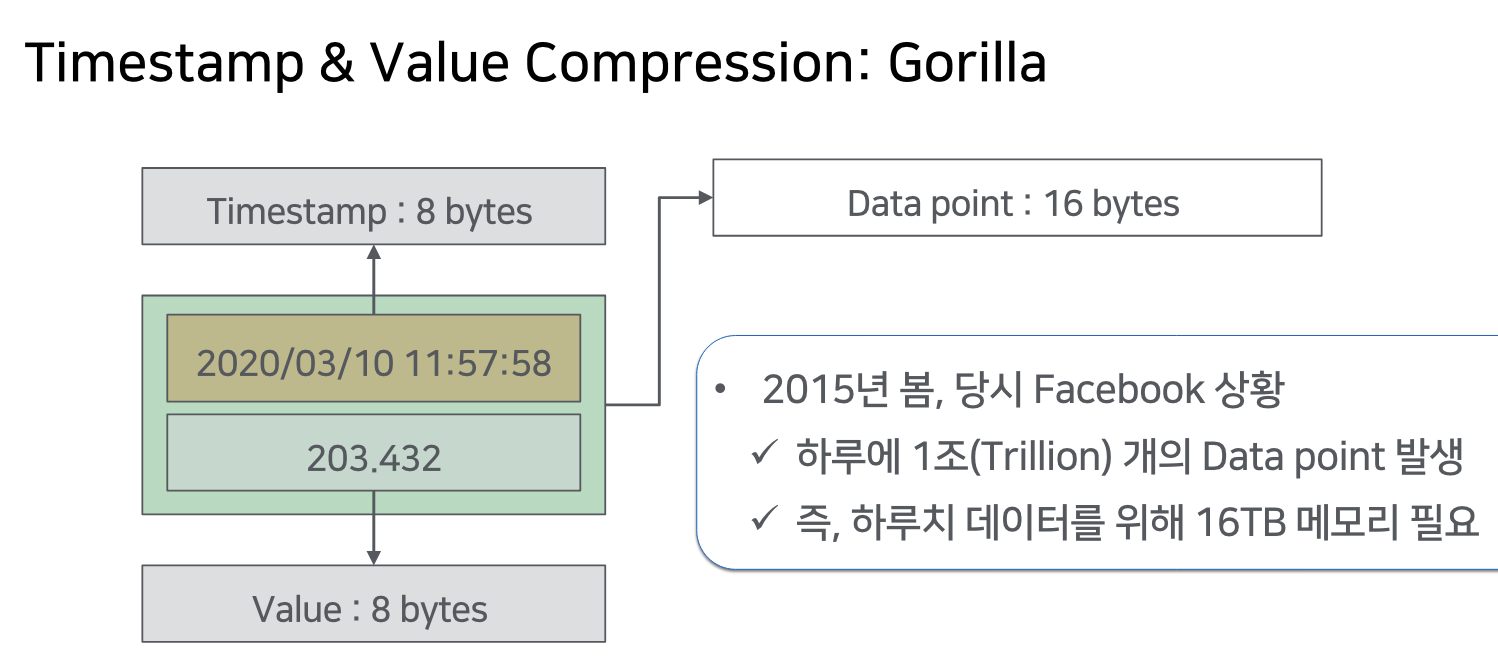 Timestamp & Value Compression: Gorilla
Timestamp : 8 bytes
Data point : 16 bytes
2020/03/10 11:57:58
203.432
Value : 8 bytes
• 2015년 봄, 당시 Facebook 상황
✓ 하루에 1조(Trillion) 개의 Data point 발생
✓ 즉, 하루치 데이터를 위해 16TB 메모리 필요